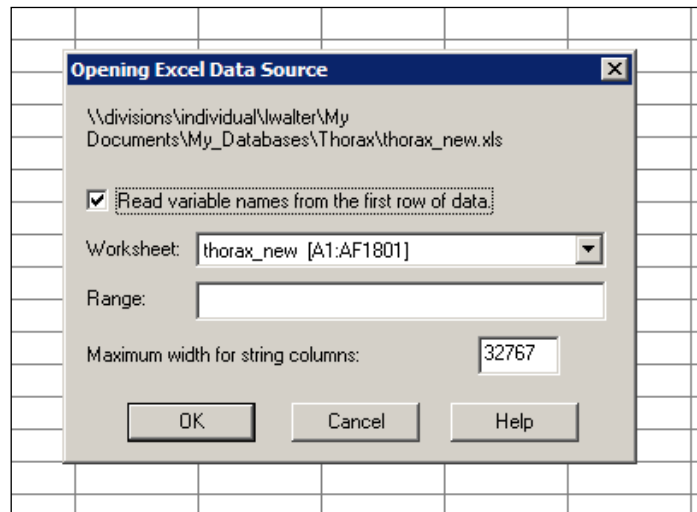 Opening Excel Data Source
\\divisions\individual\lwalter\My
Documents\My_Databases\Thorax\thorax_new.xls
Read variable names from the first row of data.
Worksheet: thorax_new [A1:AF1801]
Range:
Maximum width for string columns: 32767
OK Cancel Help